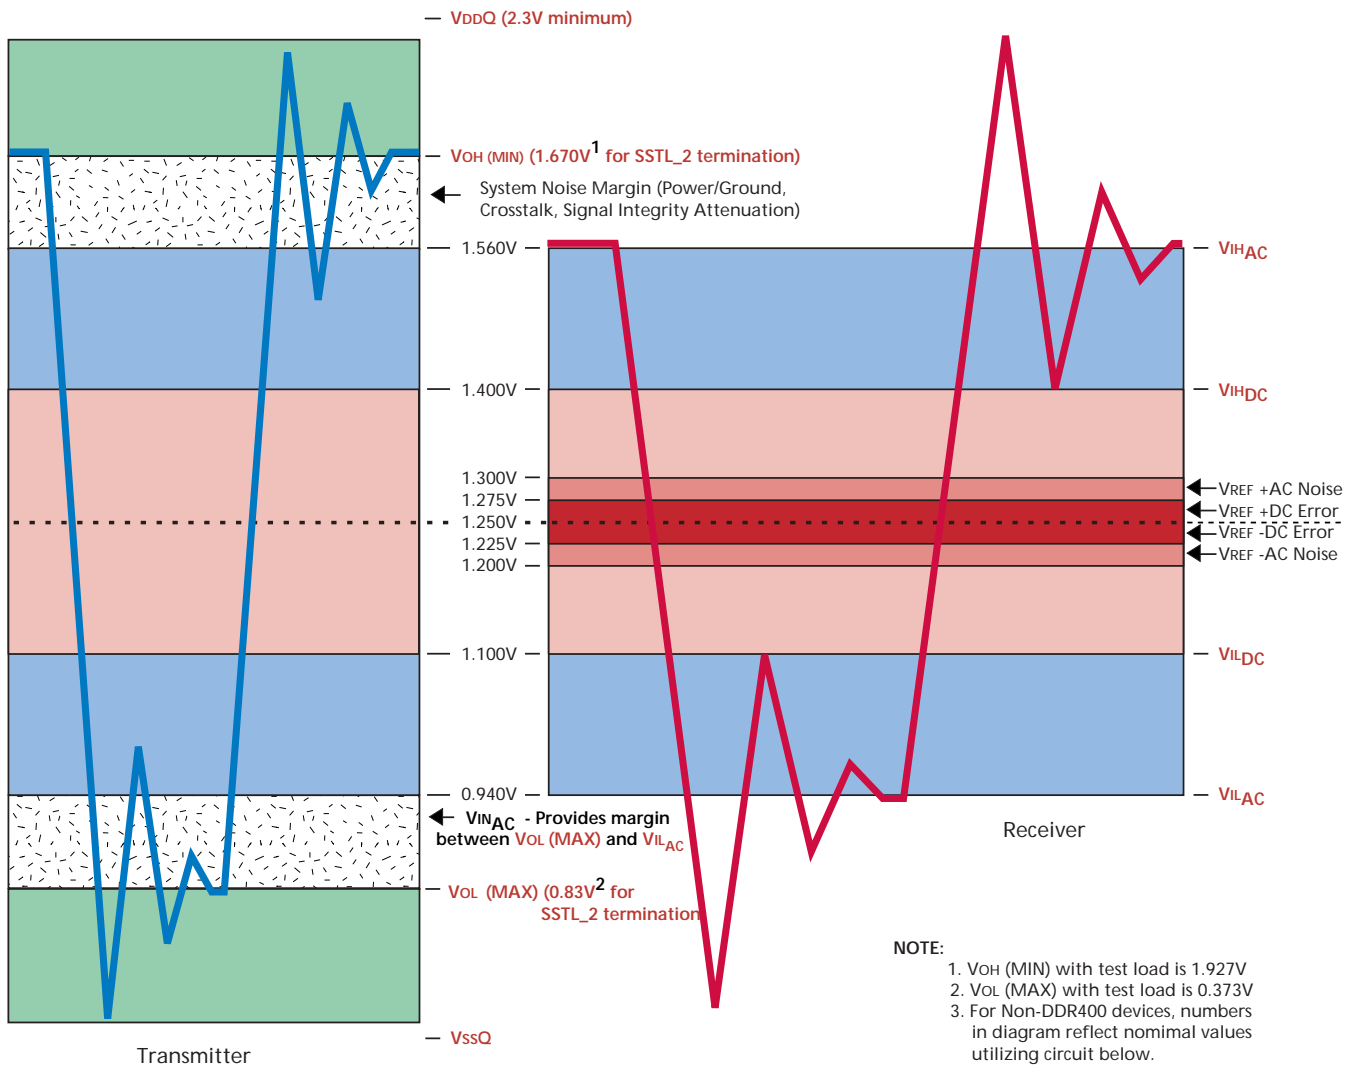 VDDQ (2.3V minimum)
VOH (MIN) (1.670V1 for SSTL_2 termination)
System Noise Margin (Power/Ground,
Crosstalk, Signal Integrity Attenuation)
1.560V
VIHAC
1.400V
VIHDC
1.300V
1.275V
1.250V
1.225V
1.200V
VREF +AC Noise
VREF +DC Error
VREF -DC Error
VREF -AC Noise
1.100V
VILDC
0.940V
VILAC
VINAC - Provides margin
between VOL (MAX) and VILAC
Receiver
VOL (MAX) (0.83V2 for
SSTL_2 termination
NOTE:
1. VOH (MIN) with test load is 1.927V
2. VOL (MAX) with test load is 0.373V
3. For Non-DDR400 devices, numbers
in diagram reflect nomimal values
utilizing circuit below.
VssQ
Transmitter